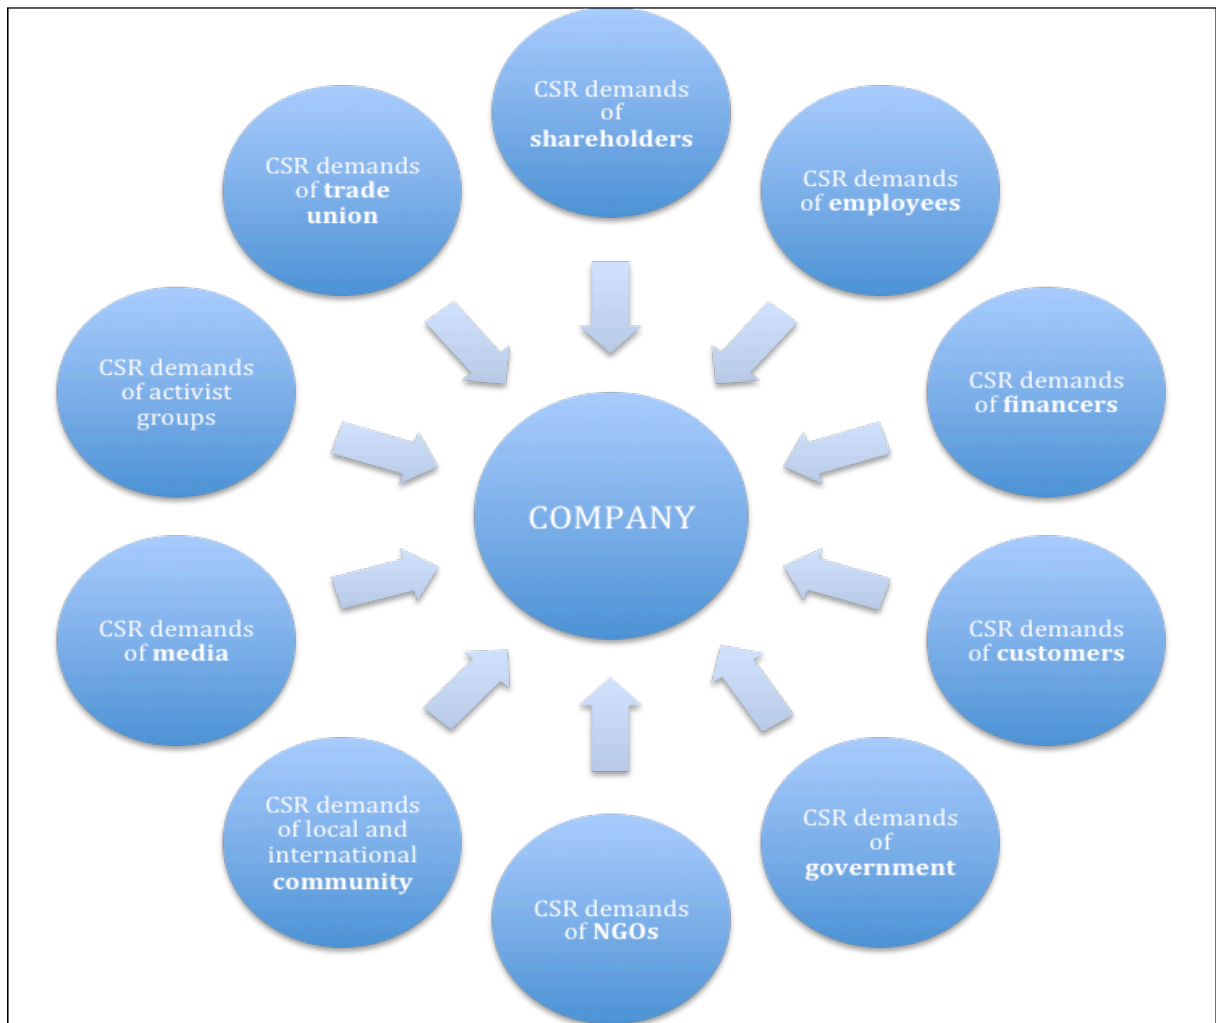 CSR demands
of
shareholders
CSR demands
of employees
CSR demands
of financers
CSR demands
of customers
CSR demands
of
government
CSR demands
of NGOs
CSR demands
of local and
international
community
CSR demands
of media
CSR demands
of activist
groups
CSR demands
of trade
union
COMPANY